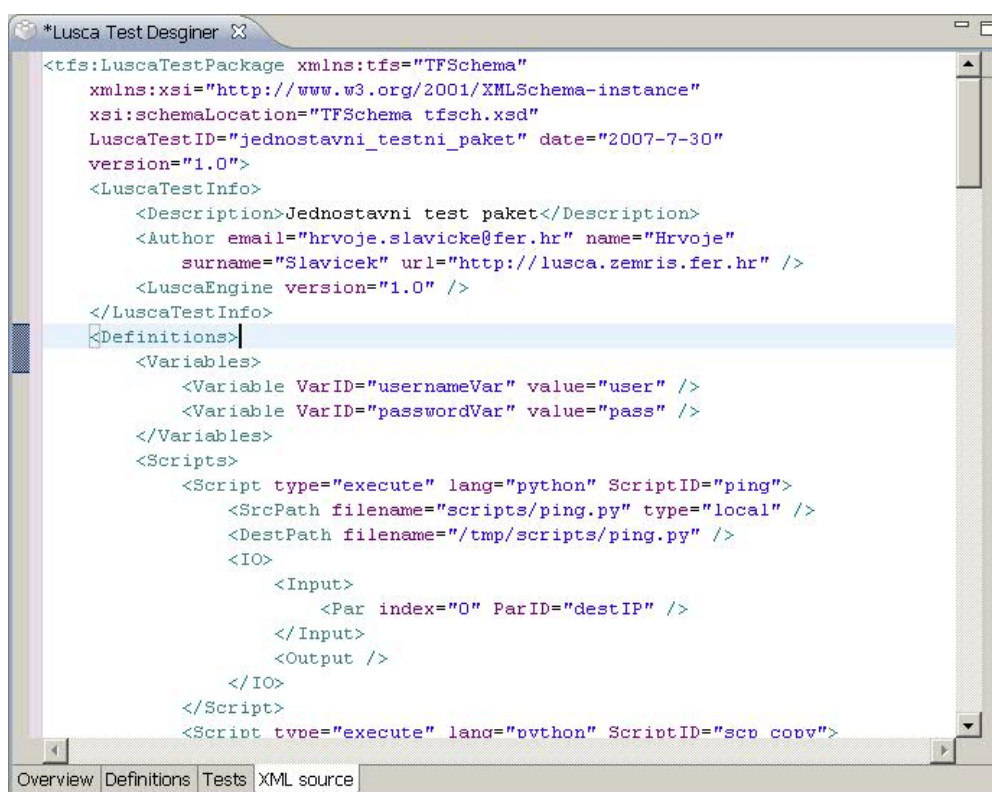 *Lusca Test Desginer
<tfs:LuscaTestPackage xmlns:tfs="TFSchema"
xmlns:xsi="http://www.w3.org/2001/XMLSchema-instance"
xsi:schemaLocation="TFSchema tfsch.xsd"
LuscaTestID="jednostavni_testni_paket" date="2007-7-30"
version="1.0">
<LuscaTestInfo>
<Description>Jednostavni test paket</Description>
<Author email="hrvoje.slavicke@fer.hr" name="Hrvoje"
surname="Slavicek" url="http://lusca.zemris.fer.hr" />
<LuscaEngine version="1.0" />
</LuscaTestInfo>
<Definitions>
<Variables>
<Variable VarID="usernameVar" value="user" />
<Variable VarID="passwordVar" value="pass" />
</Variables>
<Scripts>
<Script type="execute" lang="python" ScriptID="ping">
<SrcPath filename="scripts/ping.py" type="local" />
<DestPath filename="/tmp/scripts/ping.py" />
<IO>
<Input>
<Par index="0" ParID="destIP" />
</Input>
<Output />
</IO>
</Script>
<Script type="execute" lang="python" ScriptID="scp_copy">
Overview Definitions Tests XML source